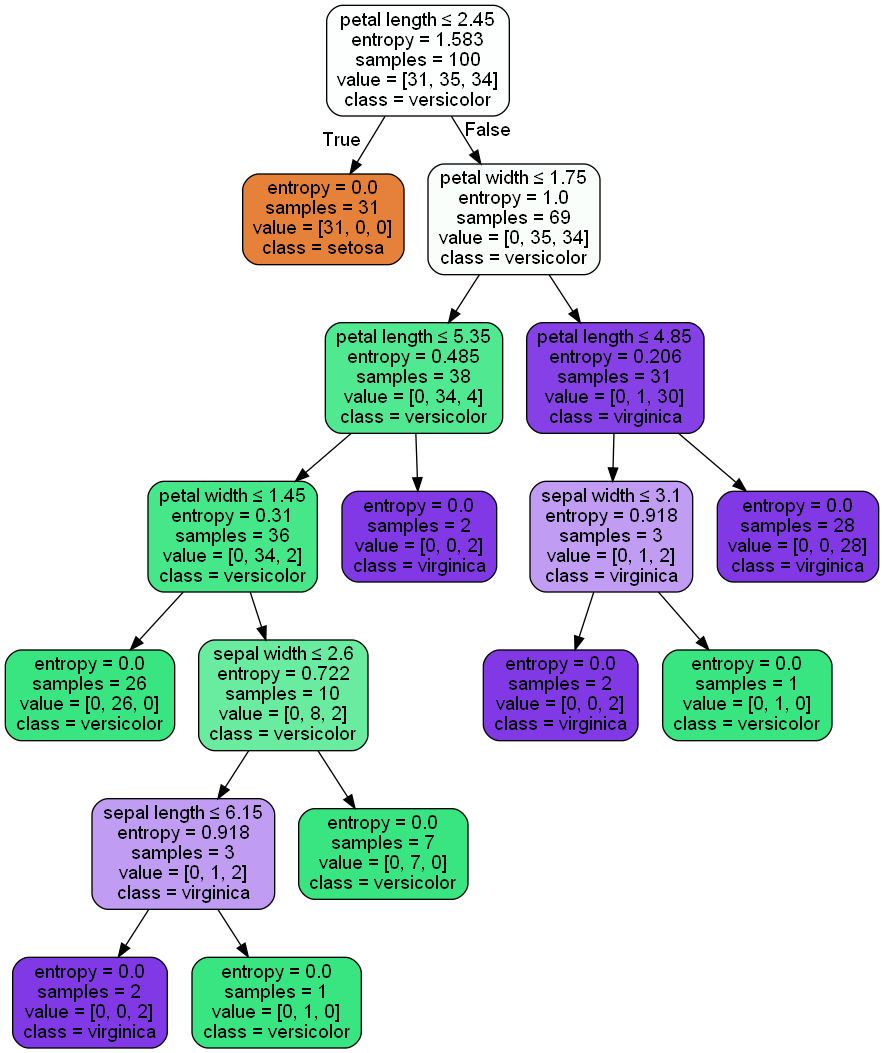 petal length ≤ 2.45
entropy = 1.583
samples = 100
value = [31, 35, 34]
class = versicolor
True
False
entropy = 0.0
samples = 31
value = [31, 0, 0]
class = setosa
petal width ≤ 1.75
entropy = 1.0
samples = 69
value = [0, 35, 34]
class = versicolor
petal length ≤ 5.35
entropy = 0.485
samples = 38
value = [0, 34, 4]
class = versicolor
petal length ≤ 4.85
entropy = 0.206
samples = 31
value = [0, 1, 30]
class = virginica
petal width ≤ 1.45
entropy = 0.31
samples = 36
value = [0, 34, 2]
class = versicolor
entropy = 0.0
samples = 2
value = [0, 0, 2]
class = virginica
sepal width ≤ 3.1
entropy = 0.918
samples = 3
value = [0, 1, 2]
class = virginica
entropy = 0.0
samples = 28
value = [0, 0, 28]
class = virginica
entropy = 0.0
samples = 26
value = [0, 26, 0]
class = versicolor
sepal width ≤ 2.6
entropy = 0.722
samples = 10
value = [0, 8, 2]
class = versicolor
entropy = 0.0
samples = 2
value = [0, 0, 2]
class = virginica
entropy = 0.0
samples = 1
value = [0, 1, 0]
class = versicolor
sepal length ≤ 6.15
entropy = 0.918
samples = 3
value = [0, 1, 2]
class = virginica
entropy = 0.0
samples = 7
value = [0, 7, 0]
class = versicolor
entropy = 0.0
samples = 2
value = [0, 0, 2]
class = virginica
entropy = 0.0
samples = 1
value = [0, 1, 0]
class = versicolor